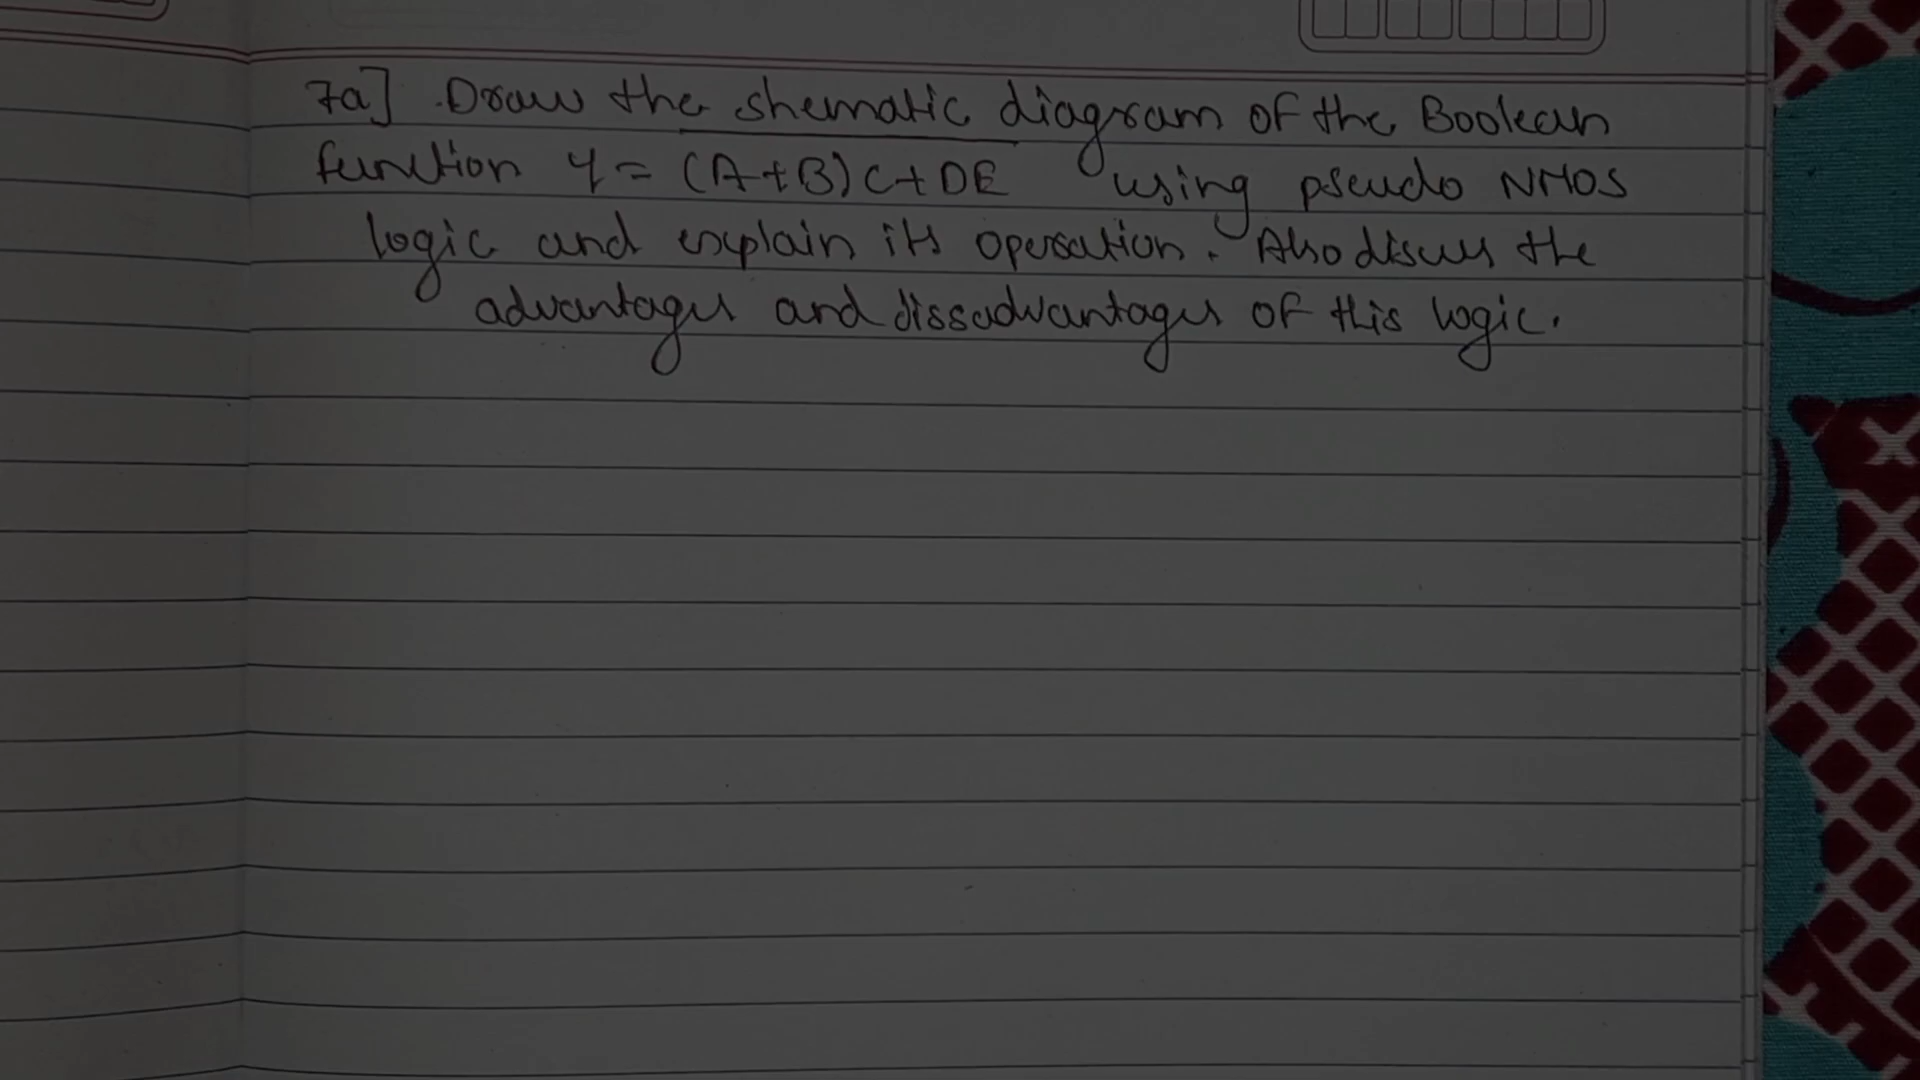 7a] Draw the shematic diagram of the Boolean
function Y = (A+B)C+DE using pseudo NMOS
logic and explain its operation. Also discuss the
advantages and dissadvantages of this logic.